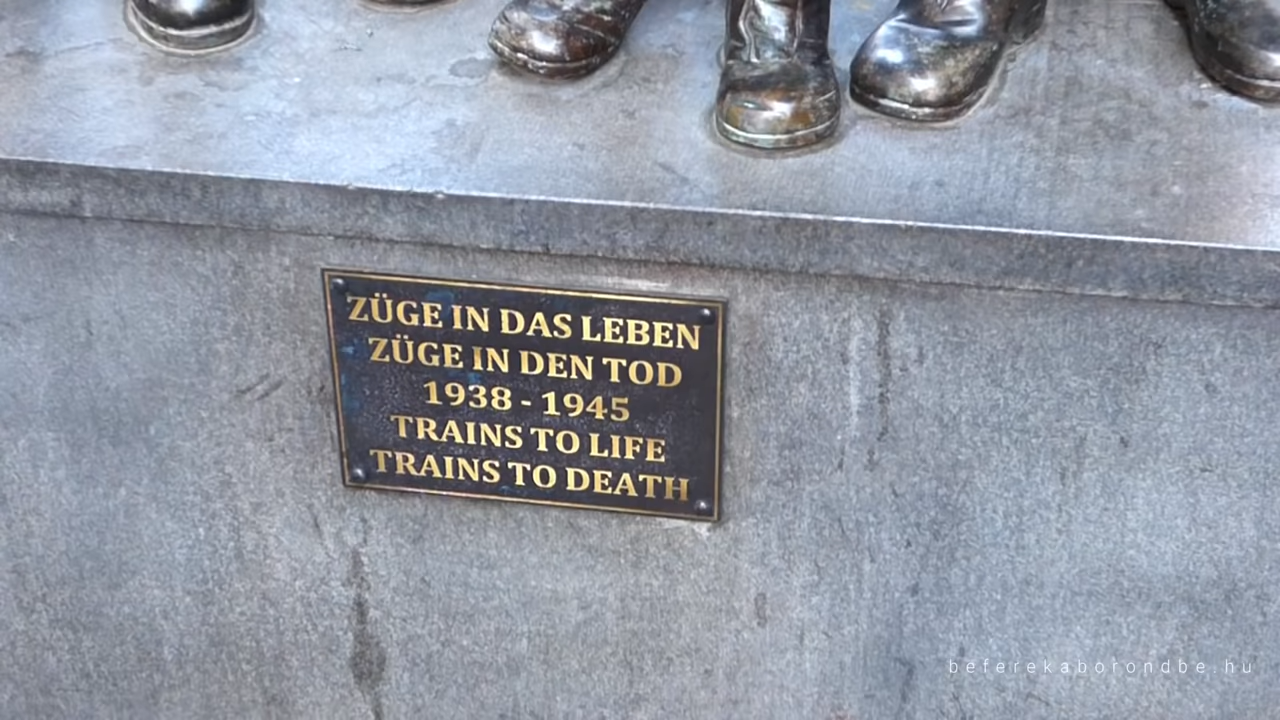 ZÜGE IN DAS LEBEN
ZÜGE IN DEN TOD
1938 - 1945
TRAINS TO LIFE
TRAINS TO DEATH
beferekaborondbe.hu